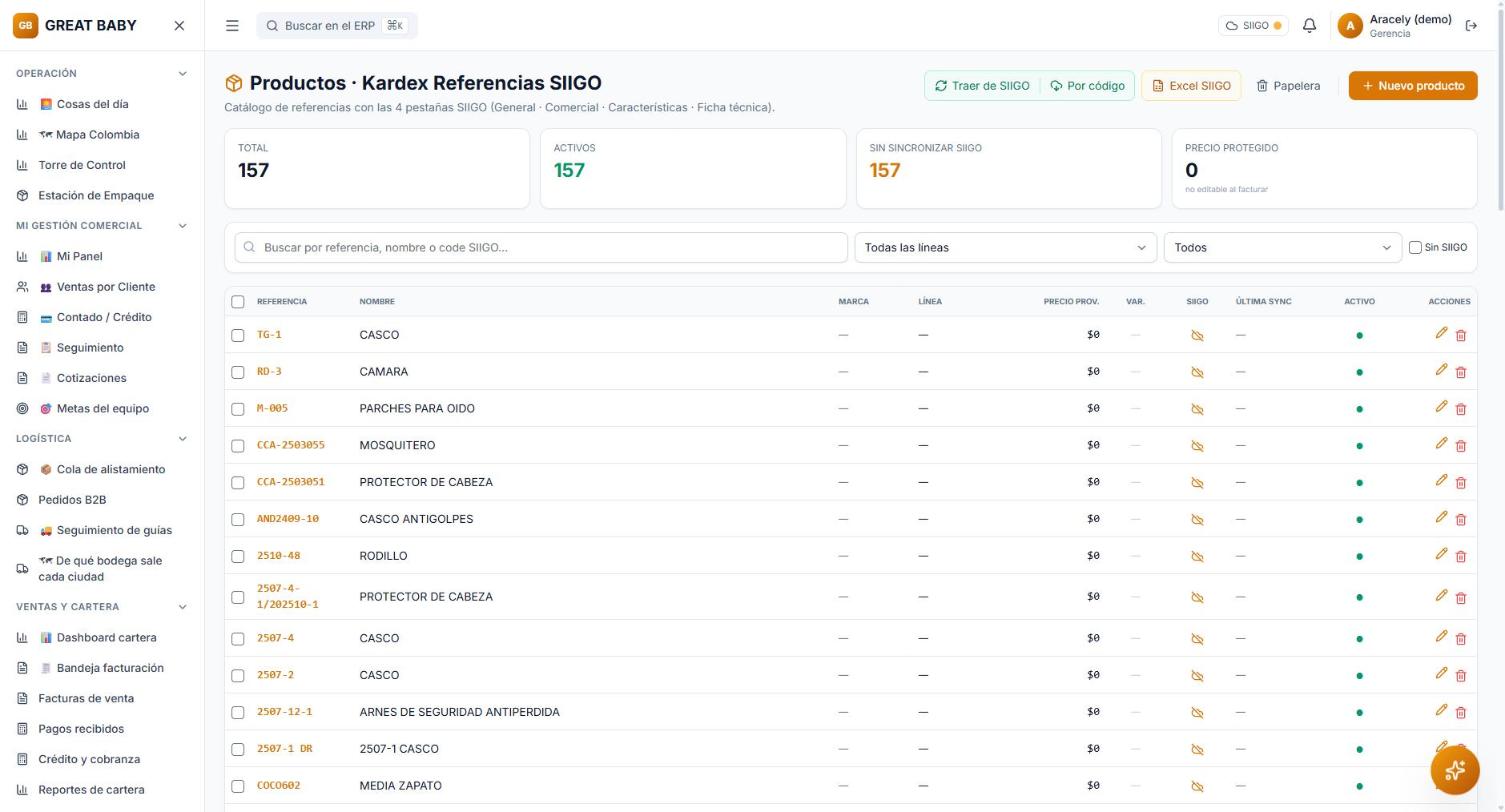 GB GREAT BABY
Buscar en el ERP ⌘K
SIIGO
A
Aracely (demo)
Gerencia
OPERACIÓN
Cosas del día
Mapa Colombia
Torre de Control
Estación de Empaque
MI GESTIÓN COMERCIAL
Mi Panel
Ventas por Cliente
Contado / Crédito
Seguimiento
Cotizaciones
Metas del equipo
LOGÍSTICA
Cola de alistamiento
Pedidos B2B
Seguimiento de guías
De qué bodega sale
cada ciudad
VENTAS Y CARTERA
Dashboard cartera
Bandeja facturación
Facturas de venta
Pagos recibidos
Crédito y cobranza
Reportes de cartera
Productos · Kardex Referencias SIIGO
Catálogo de referencias con las 4 pestañas SIIGO (General · Comercial · Características · Ficha técnica).
Traer de SIIGO Por código Excel SIIGO Papelera + Nuevo producto
TOTAL
157
ACTIVOS
157
SIN SINCRONIZAR SIIGO
157
PRECIO PROTEGIDO
0
no editable al facturar
Buscar por referencia, nombre o code SIIGO... Todas las líneas Todos Sin SIIGO
REFERENCIA NOMBRE MARCA LÍNEA PRECIO PROV. VAR. SIIGO ÚLTIMA SYNC ACTIVO ACCIONES
TG-1 CASCO — — $0 — —
RD-3 CAMARA — — $0 — —
M-005 PARCHES PARA OIDO — — $0 — —
CCA-2503055 MOSQUITERO — — $0 — —
CCA-2503051 PROTECTOR DE CABEZA — — $0 — —
AND2409-10 CASCO ANTIGOLPES — — $0 — —
2510-48 RODILLO — — $0 — —
2507-4-
1/202510-1 PROTECTOR DE CABEZA — — $0 — —
2507-4 CASCO — — $0 — —
2507-2 CASCO — — $0 — —
2507-12-1 ARNES DE SEGURIDAD ANTIPERDIDA — — $0 — —
2507-1 DR 2507-1 CASCO — — $0 — —
COCO602 MEDIA ZAPATO — — $0 — —